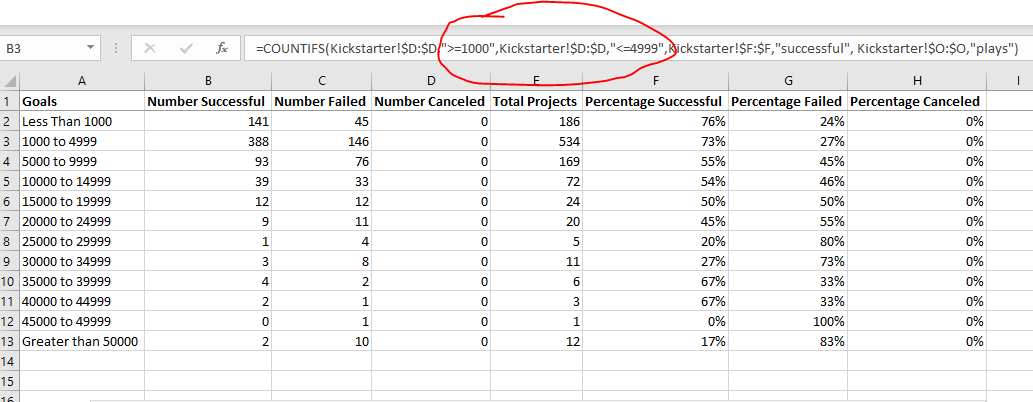 B3 fx =COUNTIFS(Kickstarter!$D:$D,">=1000",Kickstarter!$D:$D,"<=4999",Kickstarter!$F:$F,"successful", Kickstarter!$O:$O,"plays")
A B C D E F G H I
1 Goals Number Successful Number Failed Number Canceled Total Projects Percentage Successful Percentage Failed Percentage Canceled
2 Less Than 1000 141 45 0 186 76% 24% 0%
3 1000 to 4999 388 146 0 534 73% 27% 0%
4 5000 to 9999 93 76 0 169 55% 45% 0%
5 10000 to 14999 39 33 0 72 54% 46% 0%
6 15000 to 19999 12 12 0 24 50% 50% 0%
7 20000 to 24999 9 11 0 20 45% 55% 0%
8 25000 to 29999 1 4 0 5 20% 80% 0%
9 30000 to 34999 3 8 0 11 27% 73% 0%
10 35000 to 39999 4 2 0 6 67% 33% 0%
11 40000 to 44999 2 1 0 3 67% 33% 0%
12 45000 to 49999 0 1 0 1 0% 100% 0%
13 Greater than 50000 2 10 0 12 17% 83% 0%
14
15
16